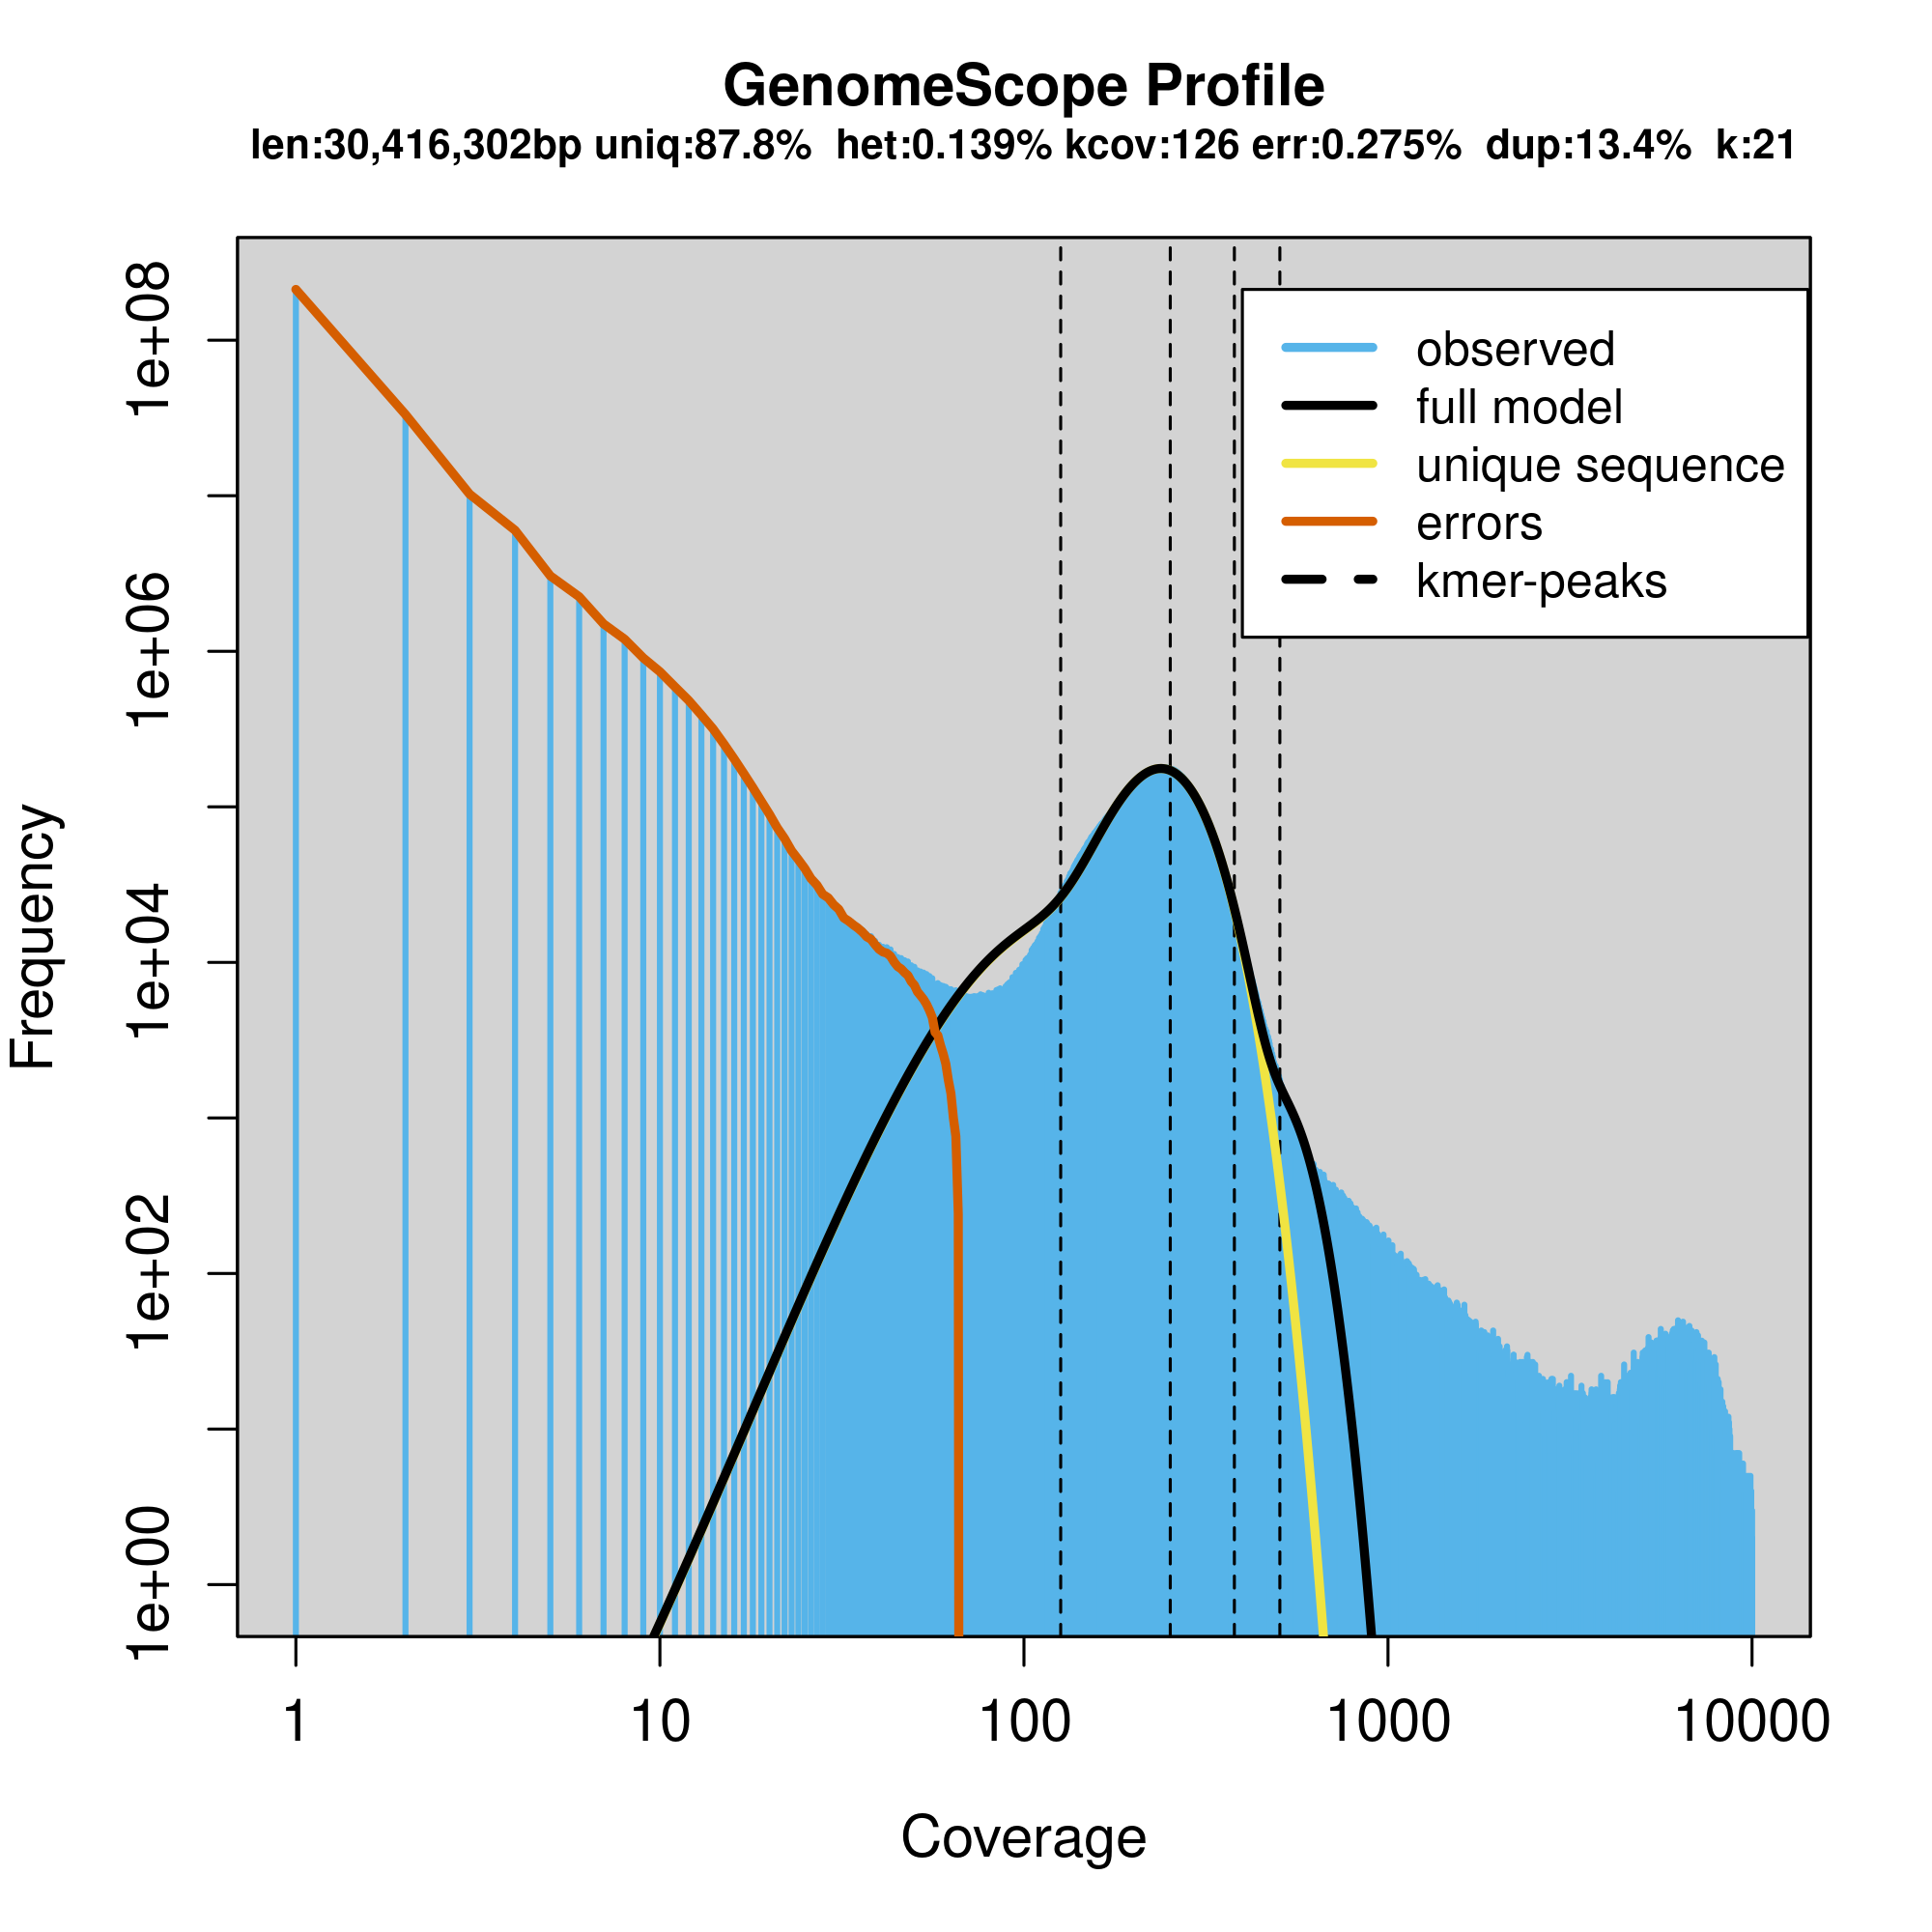 GenomeScope Profile
len:30,416,302bp uniq:87.8% het:0.139% kcov:126 err:0.275% dup:13.4% k:21
observed
full model
unique sequence
errors
kmer-peaks
Frequency
1e+08
1e+06
1e+04
1e+02
1e+00
1 10 100 1000 10000
Coverage